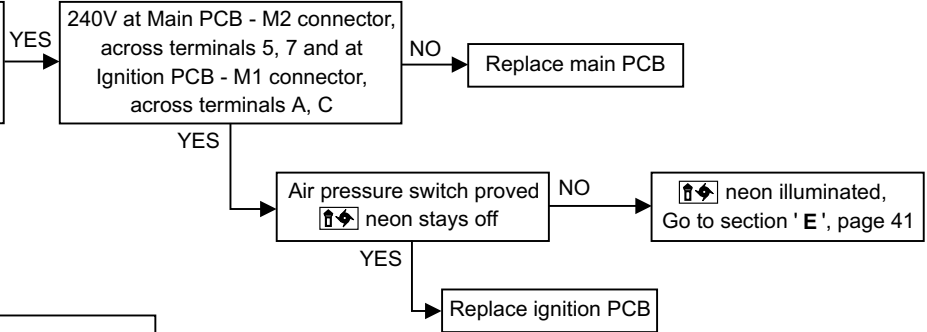 YES
240V at Main PCB - M2 connector,
across terminals 5, 7 and at
Ignition PCB - M1 connector,
across terminals A, C
NO
Replace main PCB
YES
Air pressure switch proved
neon stays off
NO
neon illuminated,
Go to section ' E ', page 41
YES
Replace ignition PCB